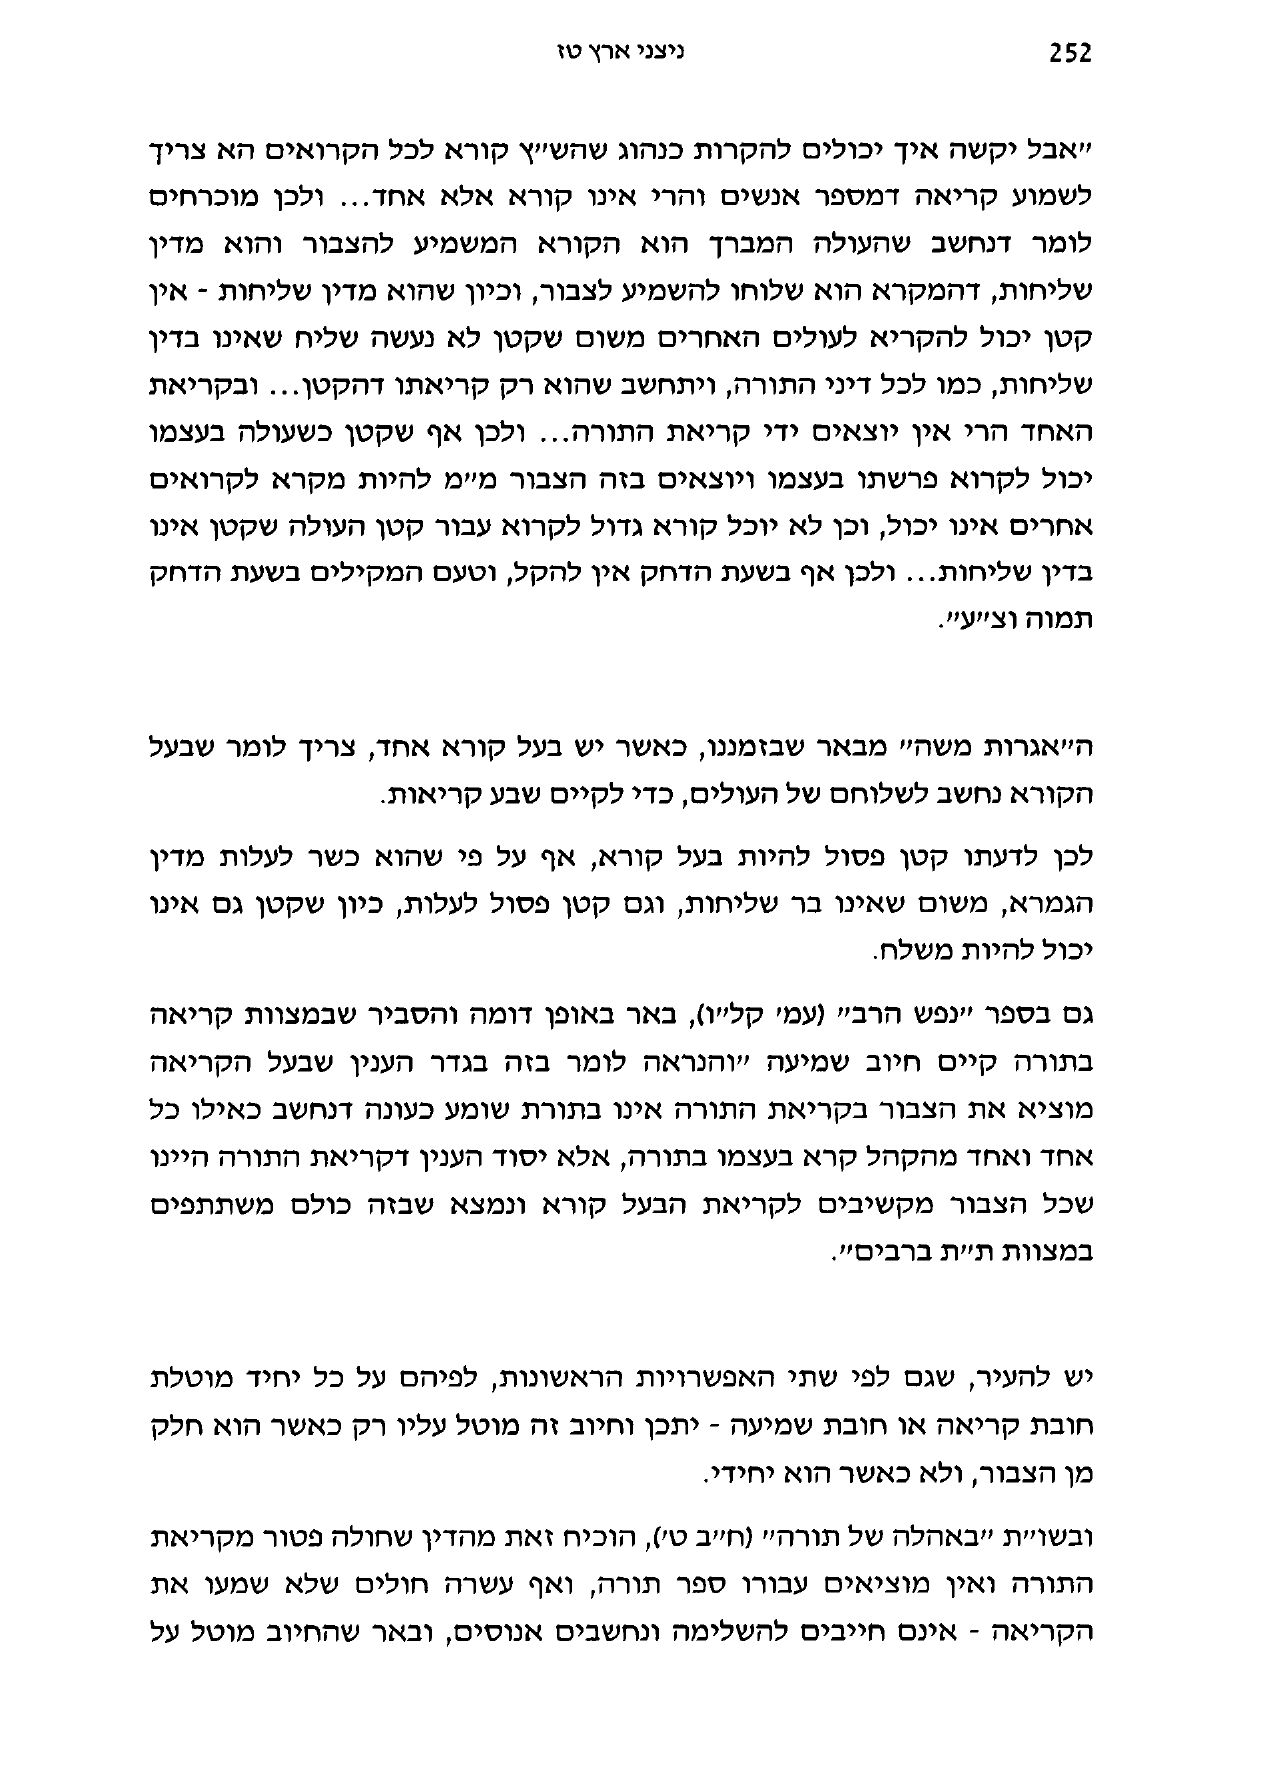 252
ניצני ארץ טז
"אבל יקשה איך יכולים להקרות כנהוג שהש"ץ קורא לכל הקרואים הא צריך
לשמוע קריאה דמספר אנשים והרי אינו קורא אלא אחד... ולכן מוכרחים
לומר דנחשב שהעולה המברך הוא הקורא המשמיע להצבור והוא מדין
שליחות, דהמקרא הוא שלוחו להשמיע לצבור, וכיון שהוא מדין שליחות - אין
קטן יכול להקריא לעולים האחרים משום שקטן לא נעשה שליח שאינו בדין
שליחות, כמו לכל דיני התורה, ויתחשב שהוא רק קריאתו דהקטן... ובקריאת
האחד הרי אין יוצאים ידי קריאת התורה... ולכן אף שקטן כשעולה בעצמו
יכול לקרוא פרשתו בעצמו ויוצאים בזה הצבור מ"מ להיות מקרא לקרואים
אחרים אינו יכול, וכן לא יוכל קורא גדול לקרוא עבור קטן העולה שקטן אינו
בדין שליחות... ולכן אף בשעת הדחק אין להקל, וטעם המקילים בשעת הדחק
תמוה וצ"ע".
ה"אגרות משה" מבאר שבזמננו, כאשר יש בעל קורא אחד, צריך לומר שבעל
הקורא נחשב לשלוחם של העולים, כדי לקיים שבע קריאות.
לכן לדעתו קטן פסול להיות בעל קורא, אף על פי שהוא כשר לעלות מדין
הגמרא, משום שאינו בר שליחות, וגם קטן פסול לעלות, כיון שקטן גם אינו
יכול להיות משלח.
גם בספר "נפש הרב" (עמ' קל"ו), באר באופן דומה והסביר שבמצוות קריאה
בתורה קיים חיוב שמיעה "והנראה לומר בזה בגדר הענין שבעל הקריאה
מוציא את הצבור בקריאת התורה אינו בתורת שומע כעונה דנחשב כאילו כל
אחד ואחד מהקהל קרא בעצמו בתורה, אלא יסוד הענין דקריאת התורה היינו
שכל הצבור מקשיבים לקריאת הבעל קורא ונמצא שבזה כולם משתתפים
במצוות ת"ת ברבים".
יש להעיר, שגם לפי שתי האפשרויות הראשונות, לפיהם על כל יחיד מוטלת
חובת קריאה או חובת שמיעה - יתכן וחיוב זה מוטל עליו רק כאשר הוא חלק
מן הצבור, ולא כאשר הוא יחידי.
ובשו"ת "באהלה של תורה" (ח"ב ט'), הוכיח זאת מהדין שחולה פטור מקריאת
התורה ואין מוציאים עבורו ספר תורה, ואף עשרה חולים שלא שמעו את
הקריאה - אינם חייבים להשלימה ונחשבים אנוסים, ובאר שהחיוב מוטל על